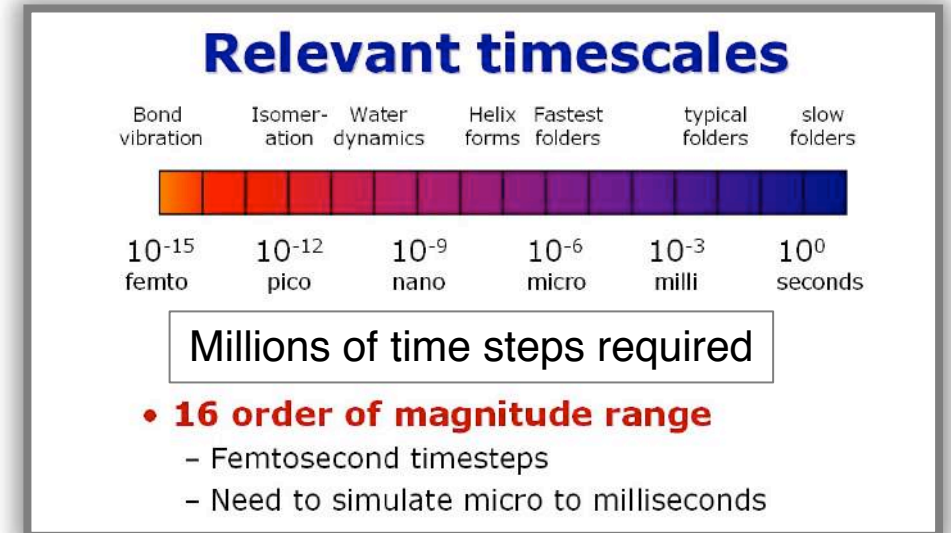 Relevant timescales
Bond Isomer- Water Helix Fastest typical slow
vibration ation dynamics forms folders folders folders
10⁻¹⁵ 10⁻¹² 10⁻⁹ 10⁻⁶ 10⁻³ 10⁰
femto pico nano micro milli seconds
Millions of time steps required
• 16 order of magnitude range
– Femtosecond timesteps
– Need to simulate micro to milliseconds